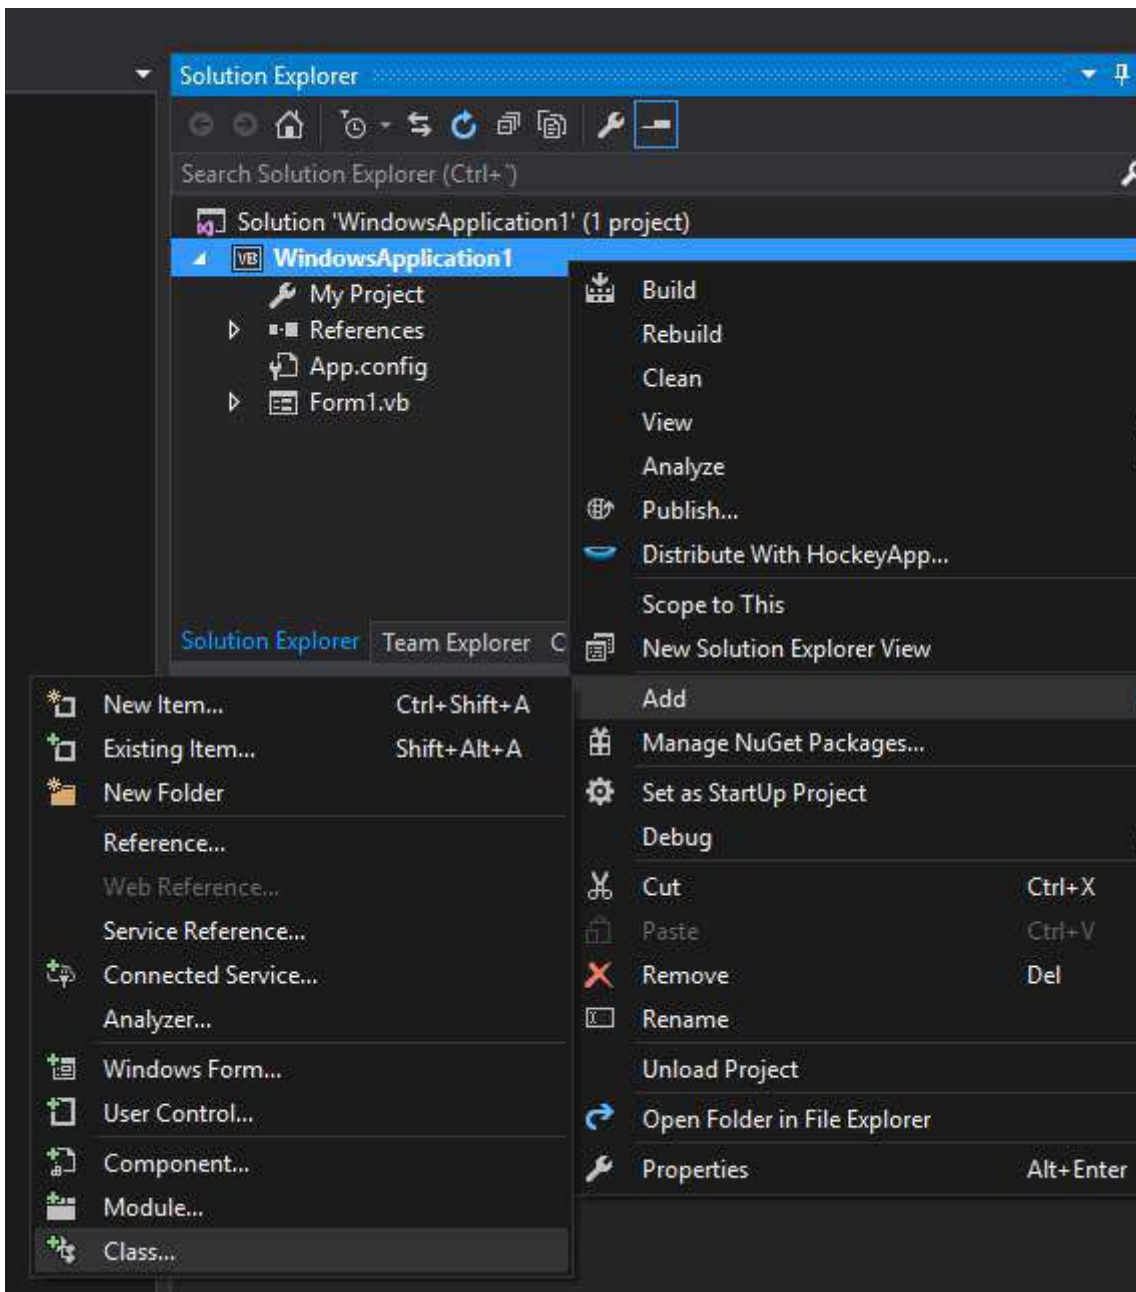 Solution Explorer
Search Solution Explorer (Ctrl+ ̈)
Solution 'WindowsApplication1' (1 project)
VB WindowsApplication1
My Project
References
App.config
Form1.vb
Solution Explorer Team Explorer C
Build
Rebuild
Clean
View
Analyze
Publish...
Distribute With HockeyApp...
Scope to This
New Solution Explorer View
Add
Manage NuGet Packages...
Set as StartUp Project
Debug
Cut Ctrl+X
Paste Ctrl+V
Remove Del
Rename
Unload Project
Open Folder in File Explorer
Properties Alt+Enter
New Item... Ctrl+Shift+A
Existing Item... Shift+Alt+A
New Folder
Reference...
Web Reference...
Service Reference...
Connected Service...
Analyzer...
Windows Form...
User Control...
Component...
Module...
Class...